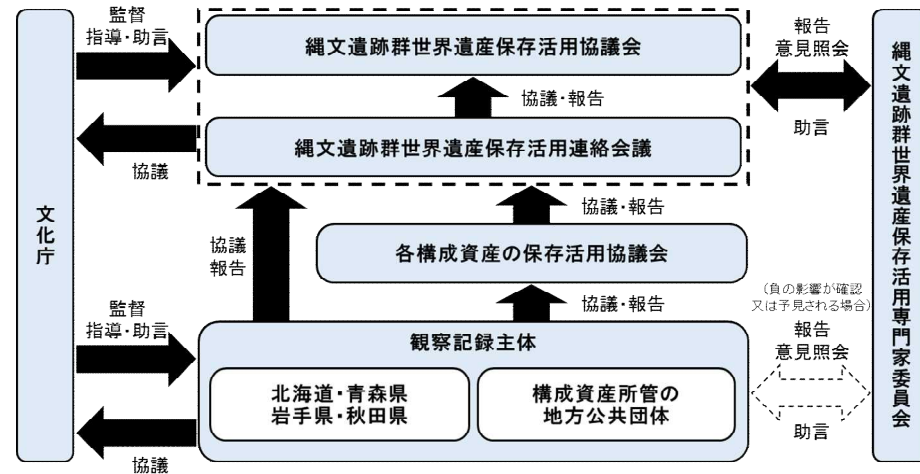 監督
指導・助言
縄文遺跡群世界遺産保存活用協議会
報告
意見照会
助言
協議・報告
縄文遺跡群世界遺産保存活用連絡会議
協議
文化庁
縄文遺跡群世界遺産保存活用専門家委員会
協議
報告
協議・報告
各構成資産の保存活用協議会
協議・報告
(負の影響が確認
又は予見される場合)
報告
意見照会
助言
監督
指導・助言
観察記録主体
北海道・青森県
岩手県・秋田県
構成資産所管の
地方公共団体
協議